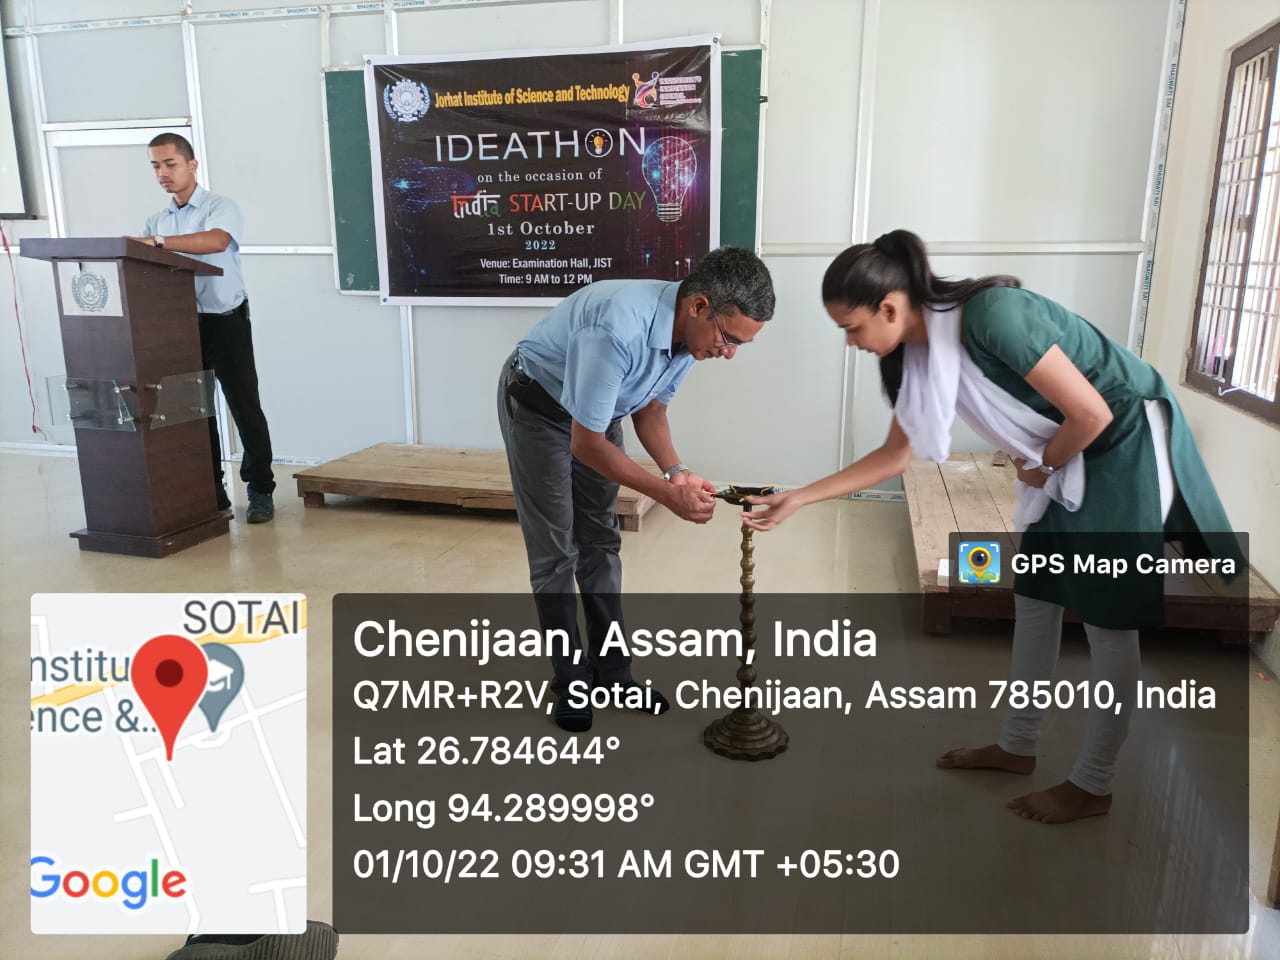 Jorhat Institute of Science and Technology
INSTITUTION'S
INNOVATION
COUNCIL
IDEATHON
on the occasion of
India START-UP DAY
1st October
2022
Venue: Examination Hall, JIST
Time: 9 AM to 12 PM
GPS Map Camera
SOTAI
nstitu
ence &..
Google
Chenijaan, Assam, India
Q7MR+R2V, Sotai, Chenijaan, Assam 785010, India
Lat 26.784644°
Long 94.289998°
01/10/22 09:31 AM GMT +05:30